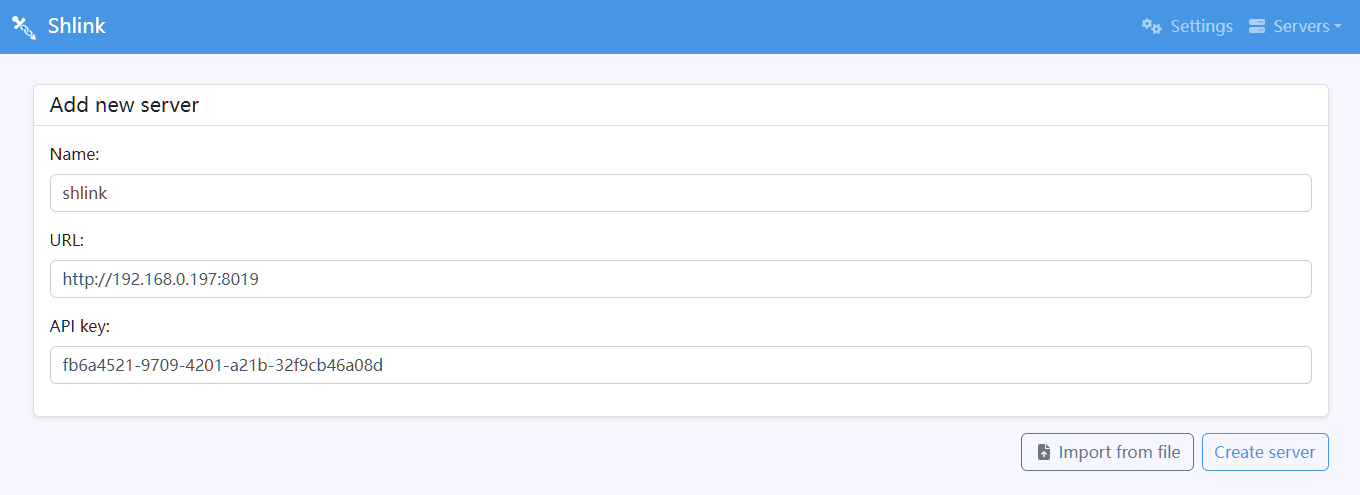 Shlink
Settings
Servers
Add new server
Name:
shlink
URL:
http://192.168.0.197:8019
API key:
fb6a4521-9709-4201-a21b-32f9cb46a08d
Import from file
Create server